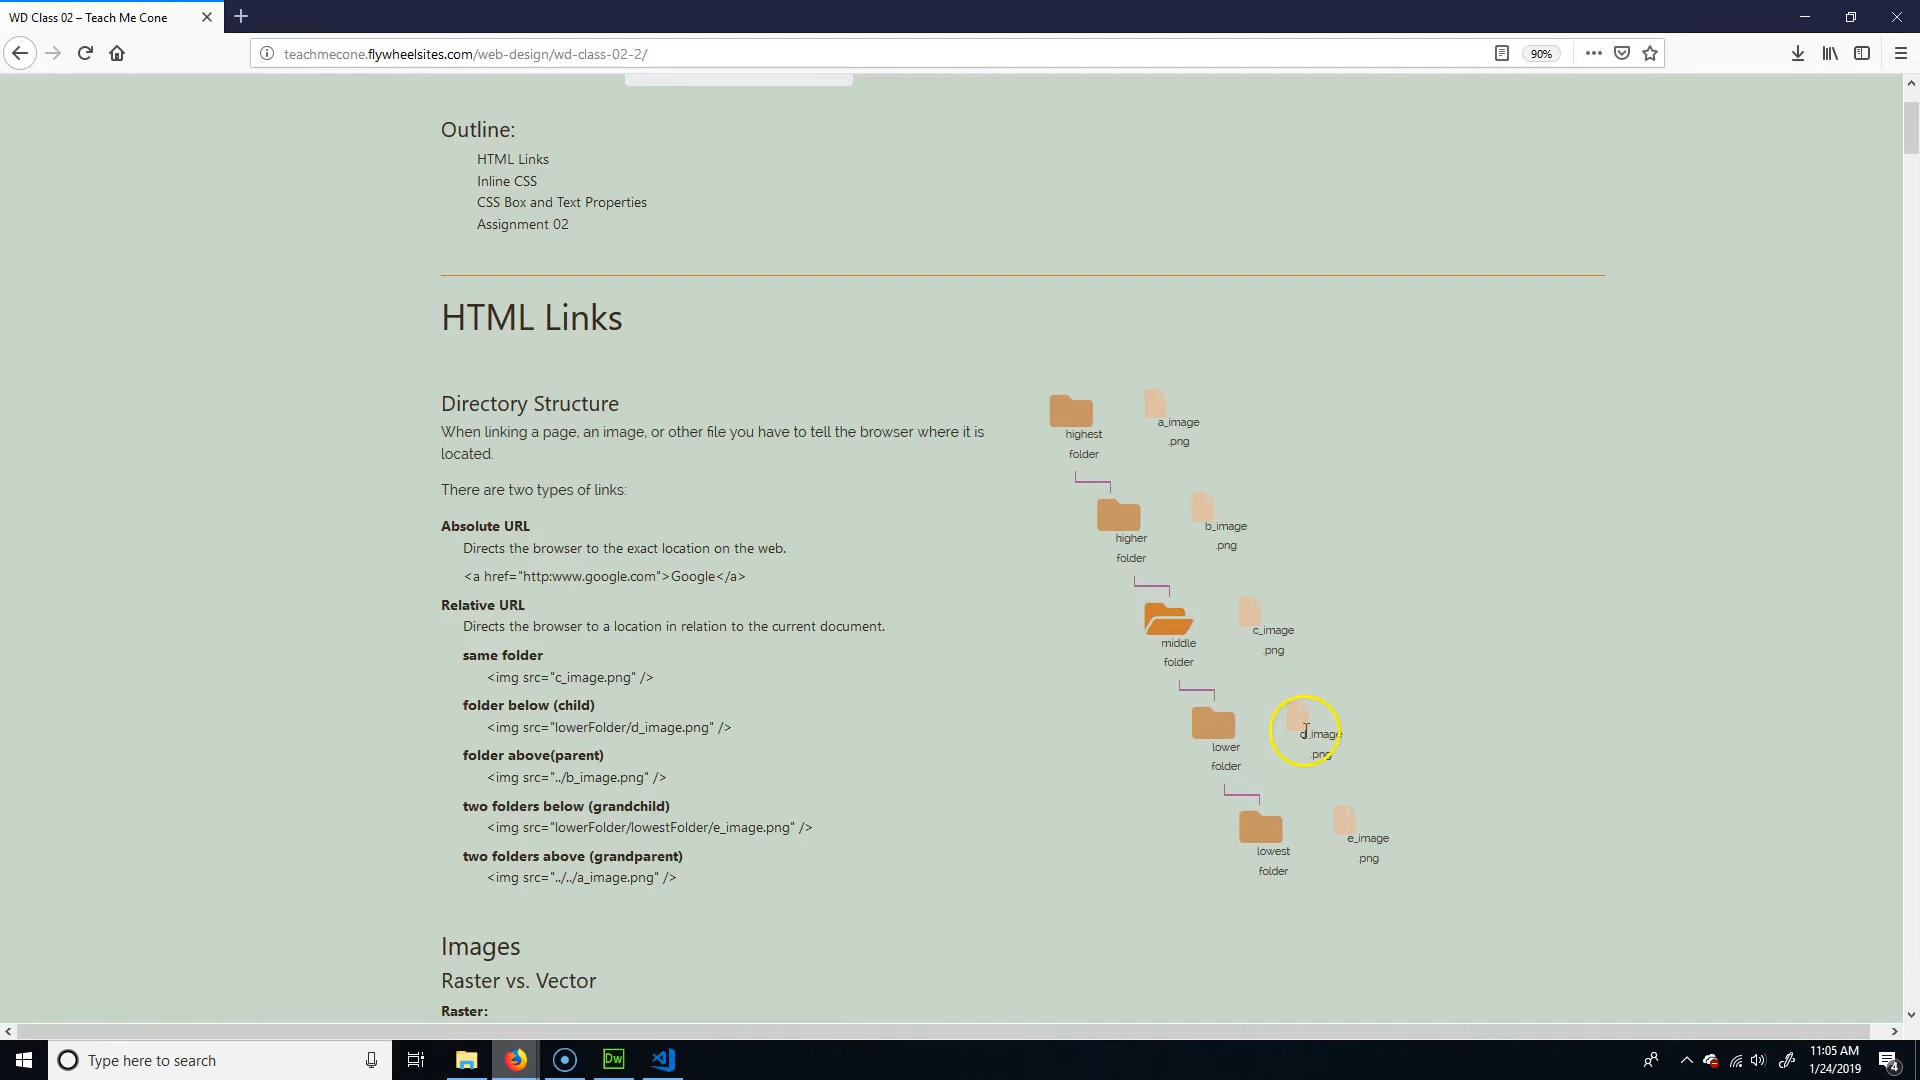 WD Class 02 – Teach Me Cone
teachmecone.flywheelsites.com/web-design/wd-class-02-2/
90%
Outline:
HTML Links
Inline CSS
CSS Box and Text Properties
Assignment 02
HTML Links
Directory Structure
When linking a page, an image, or other file you have to tell the browser where it is
located.
There are two types of links:
Absolute URL
Directs the browser to the exact location on the web.
<a href="http:www.google.com">Google</a>
Relative URL
Directs the browser to a location in relation to the current document.
same folder
<img src="c_image.png" />
folder below (child)
<img src="lowerFolder/d_image.png" />
folder above(parent)
<img src="../b_image.png" />
two folders below (grandchild)
<img src="lowerFolder/lowestFolder/e_image.png" />
two folders above (grandparent)
<img src="../../a_image.png" />
highest
folder
a_image
.png
higher
folder
b_image
.png
middle
folder
c_image
.png
lower
folder
d_image
.png
lowest
folder
e_image
.png
Images
Raster vs. Vector
Raster:
Type here to search
Dw
11:05 AM
1/24/2019
4